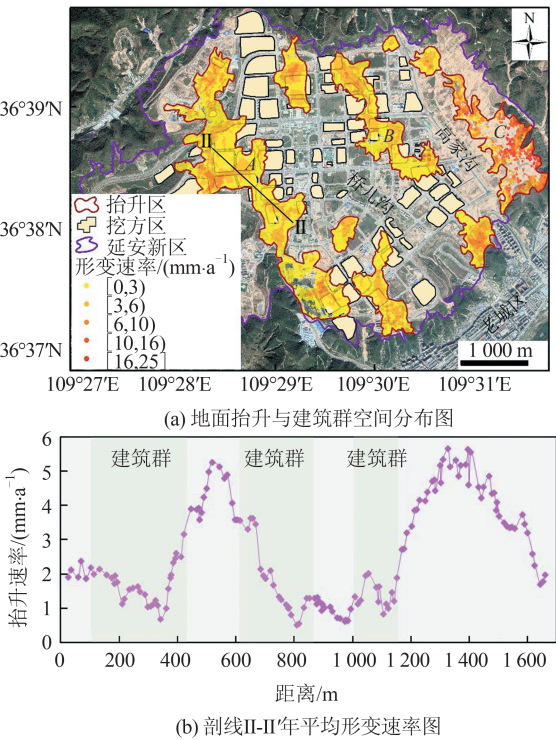 N
36°39′N
36°38′N
36°37′N
II
A
B
C
高家沟
桥儿沟
II
老城区
抬升区
挖方区
延安新区
形变速率/(mm·a⁻¹)
[0,3)
[3,6)
[6,10)
[10,16)
[16,25]
1 000 m
109°27′E 109°28′E 109°29′E 109°30′E 109°31′E
(a) 地面抬升与建筑群空间分布图
抬升速率/(mm·a⁻¹)
6
5
4
3
2
1
0
建筑群 建筑群 建筑群
0 200 400 600 800 1 000 1 200 1 400 1 600
距离/m
(b) 剖线II-II′年平均形变速率图